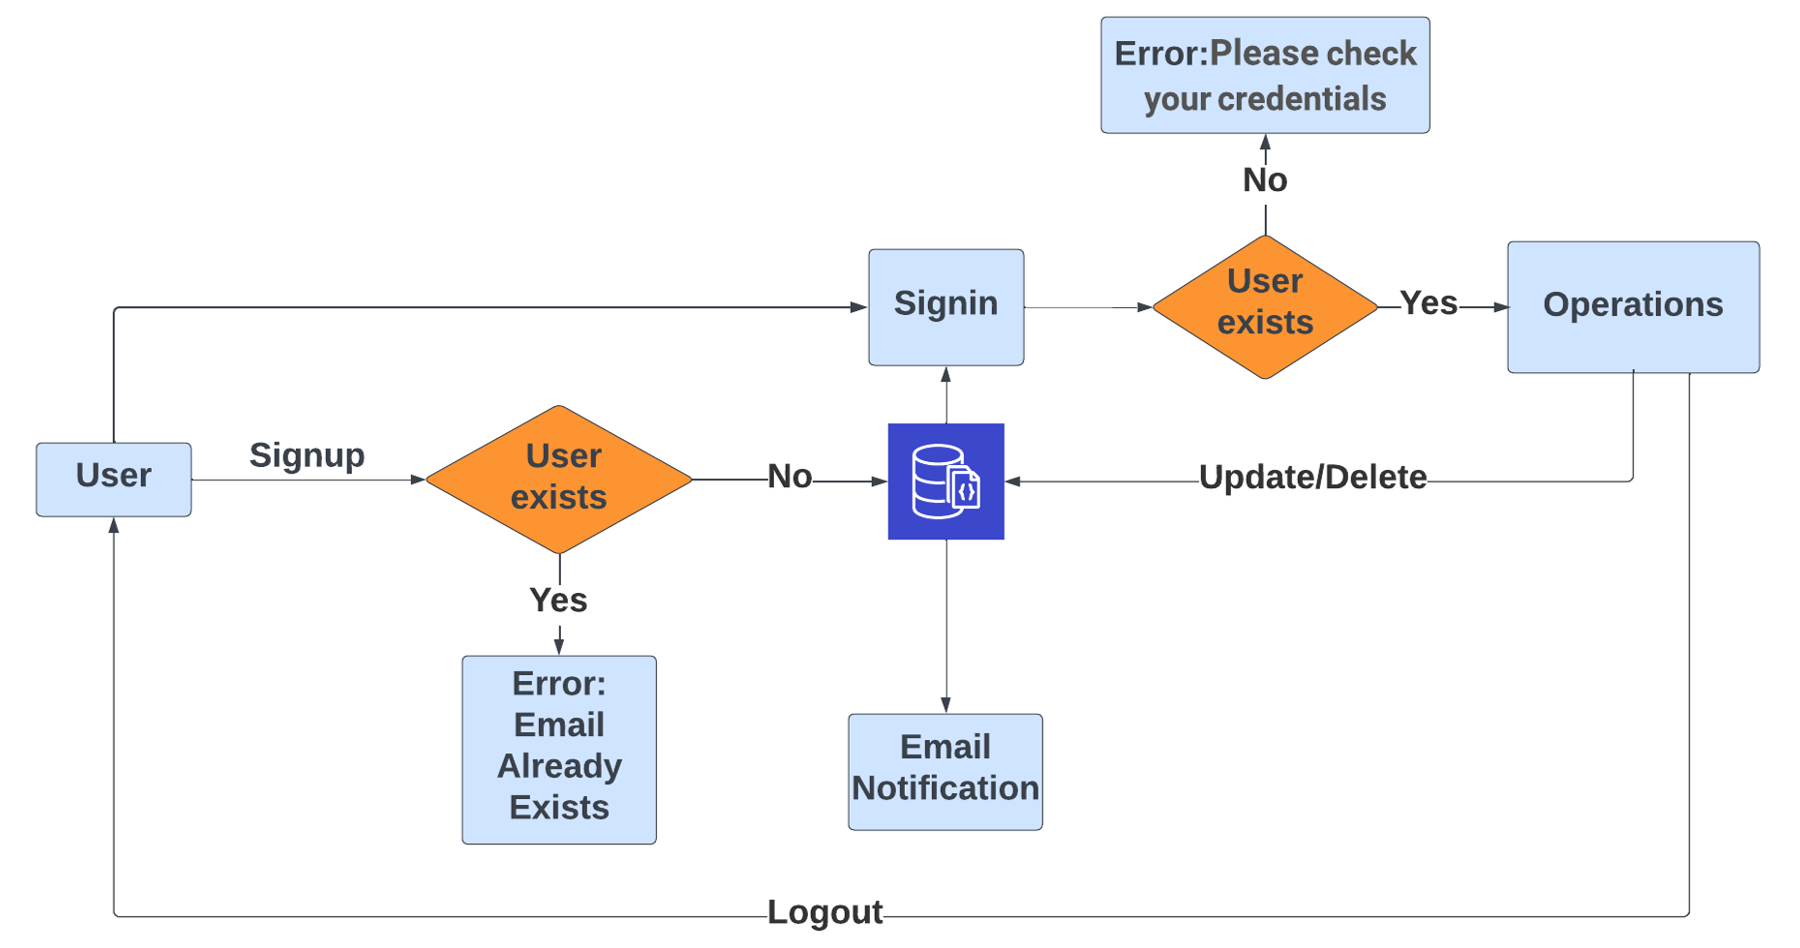 Error:Please check
your credentials
No
User
exists
Signin
Yes
Operations
User
Signup
User
exists
No
{}
Update/Delete
Yes
Error:
Email
Already
Exists
Email
Notification
Logout